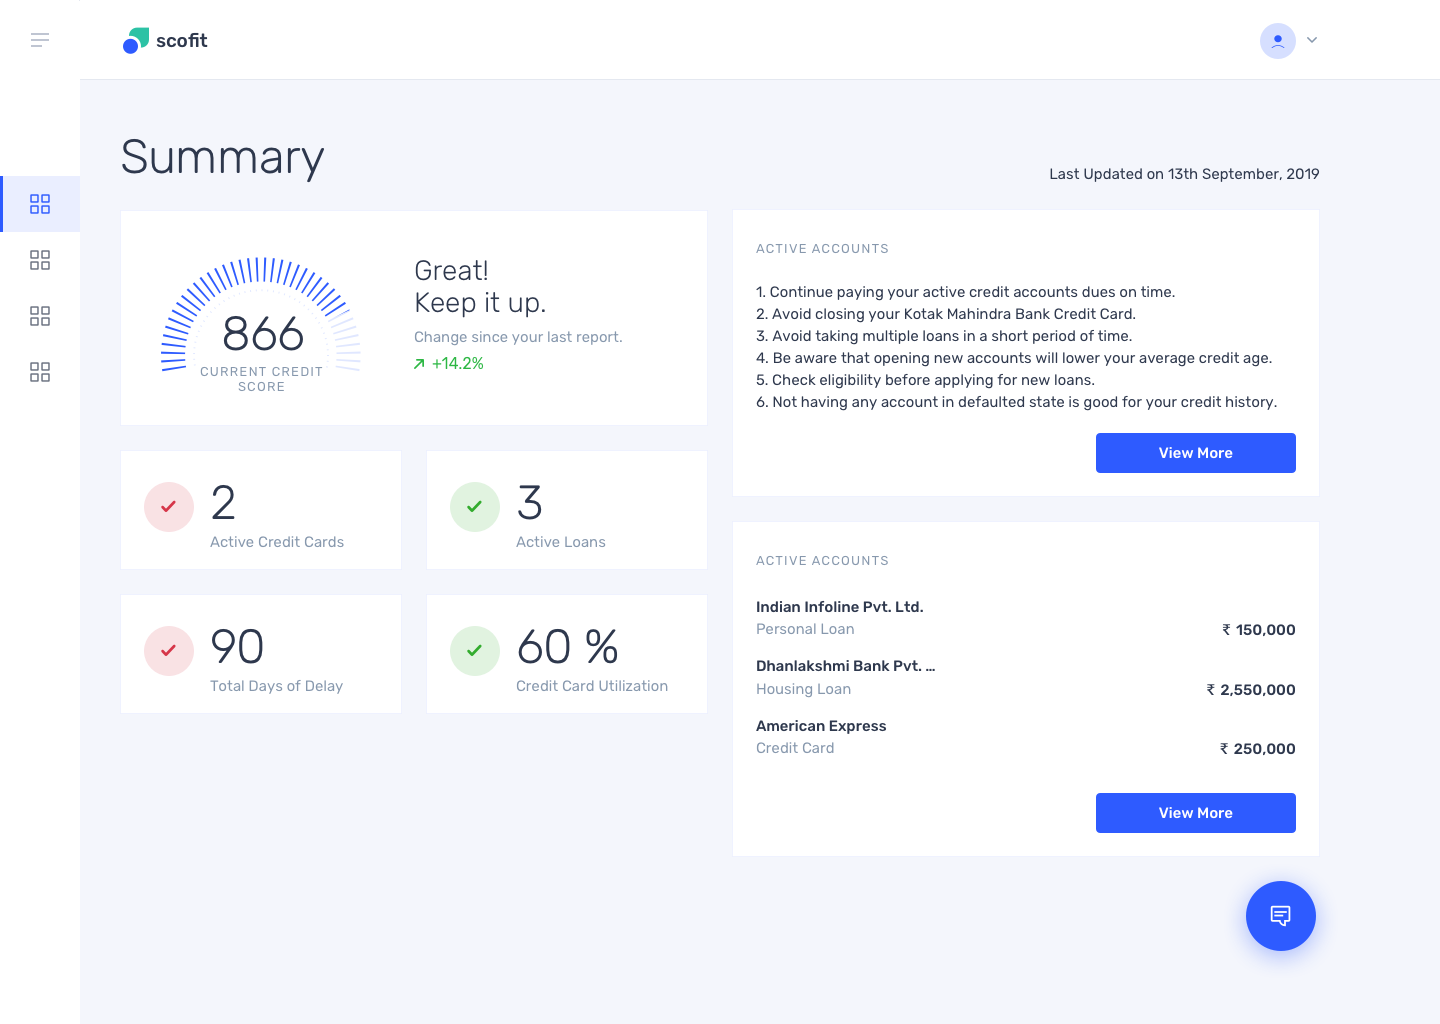 scofit
Summary
Last Updated on 13th September, 2019
866
CURRENT CREDIT
SCORE
Great!
Keep it up.
Change since your last report.
+14.2%
2
Active Credit Cards
3
Active Loans
90
Total Days of Delay
60 %
Credit Card Utilization
ACTIVE ACCOUNTS
1. Continue paying your active credit accounts dues on time.
2. Avoid closing your Kotak Mahindra Bank Credit Card.
3. Avoid taking multiple loans in a short period of time.
4. Be aware that opening new accounts will lower your average credit age.
5. Check eligibility before applying for new loans.
6. Not having any account in defaulted state is good for your credit history.
View More
ACTIVE ACCOUNTS
Indian Infoline Pvt. Ltd.
Personal Loan ₹ 150,000
Dhanlakshmi Bank Pvt. ...
Housing Loan ₹ 2,550,000
American Express
Credit Card ₹ 250,000
View More